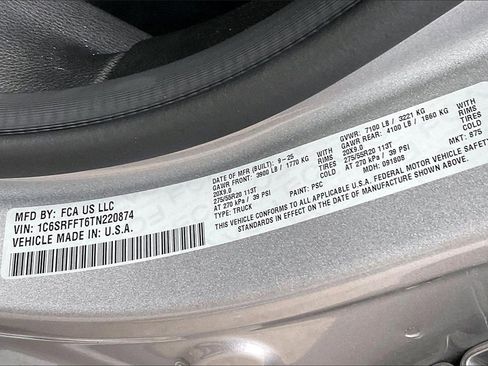 MFD BY: FCA US LLC
VIN: 1C6SRFFT6TN220874
VEHICLE MADE IN U.S.A.
DATE OF MFR (BUILT): 9-25
GAWR FRONT: 3900 LB / 1770 KG WITH
20X9.0 RIMS
275/55R20 113T TIRES
AT 270 kPa / 39 PSI
TYPE: TRUCK
PAINT: PSC
MDH: 091808
GVWR: 7100 LB / 3221 KG
GAWR REAR: 4100 LB / 1860 KG WITH
20X9.0 RIMS
275/55R20 113T TIRES
AT 270 kPa / 39 PSI
MKT: 875
THIS VEHICLE CONFORMS TO ALL APPLICABLE U.S.A. FEDERAL MOTOR VEHICLE SAFETY
STANDARDS IN EFFECT ON THE DATE OF MANUFACTURE SHOWN ABOVE.